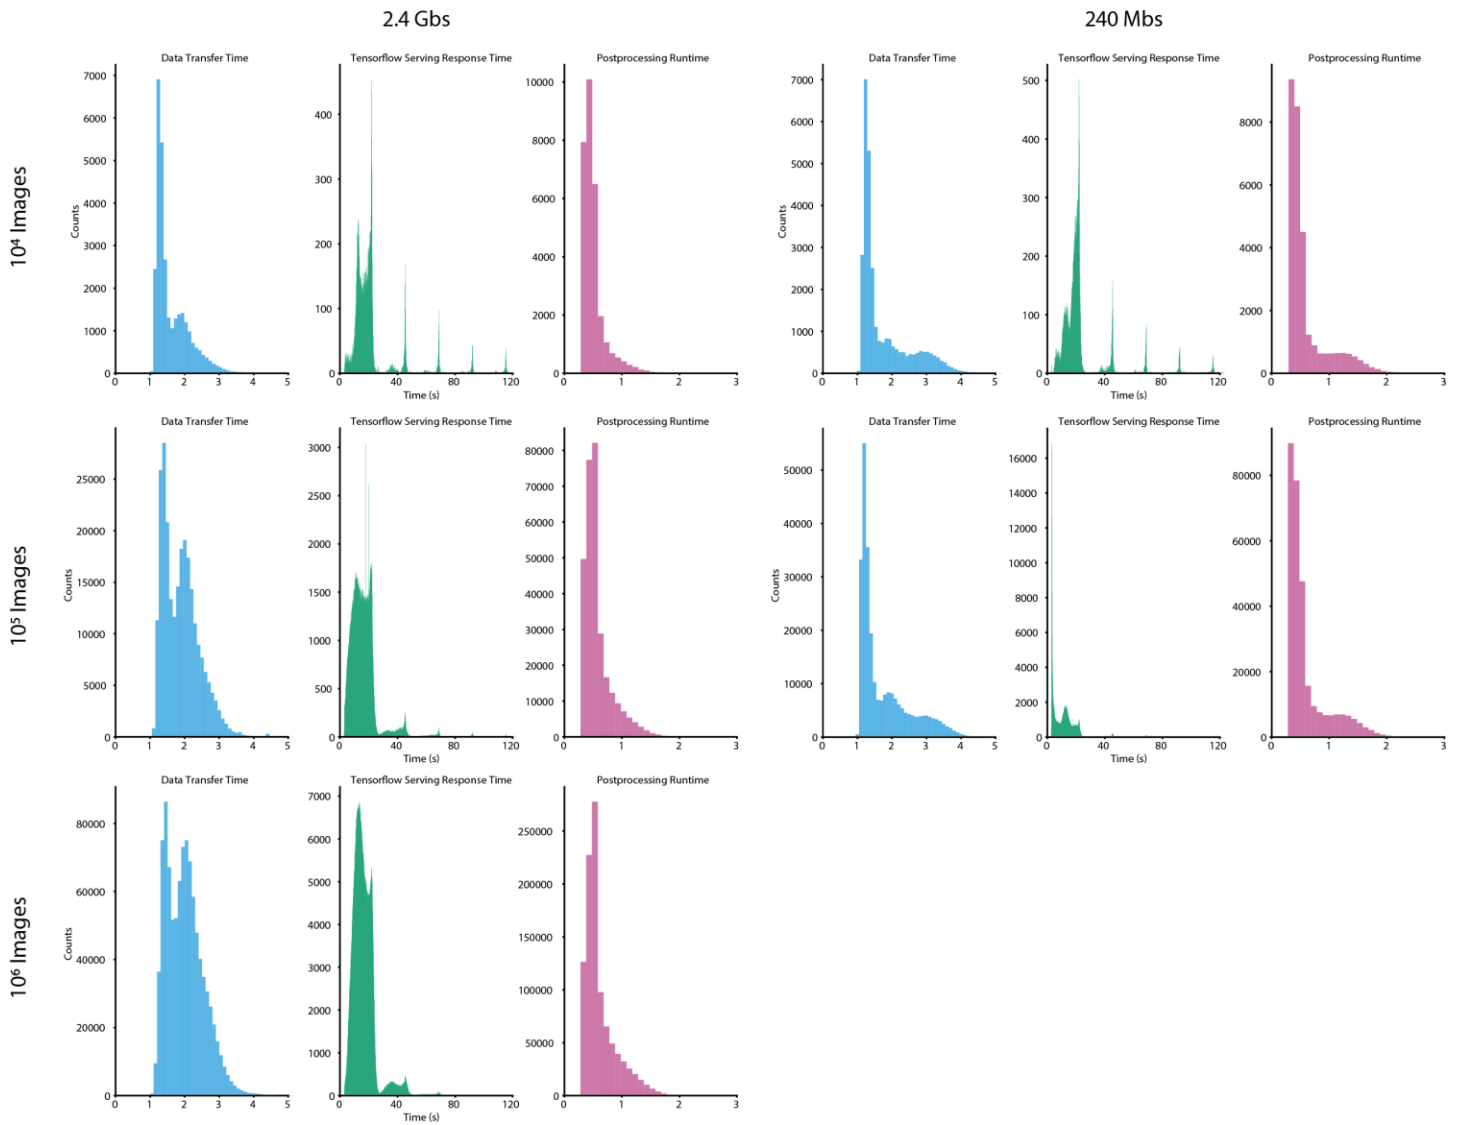 2.4 Gbs
240 Mbs
Data Transfer Time
Tensorflow Serving Response Time
Postprocessing Runtime
Data Transfer Time
Tensorflow Serving Response Time
Postprocessing Runtime
10⁴ Images
Counts
7000
6000
5000
4000
3000
2000
1000
0
0 1 2 3 4 5
400
300
200
100
0
0 40 80 120
Time (s)
10000
8000
6000
4000
2000
0
0 1 2 3
Counts
7000
6000
5000
4000
3000
2000
1000
0
0 1 2 3 4 5
500
400
300
200
100
0
0 40 80 120
Time (s)
8000
6000
4000
2000
0
0 1 2 3
Data Transfer Time
Tensorflow Serving Response Time
Postprocessing Runtime
Data Transfer Time
Tensorflow Serving Response Time
Postprocessing Runtime
10⁵ Images
Counts
25000
20000
15000
10000
5000
0
0 1 2 3 4 5
3000
2500
2000
1500
1000
500
0
0 40 80 120
Time (s)
80000
70000
60000
50000
40000
30000
20000
10000
0
0 1 2 3
Counts
50000
40000
30000
20000
10000
0
0 1 2 3 4 5
16000
14000
12000
10000
8000
6000
4000
2000
0
0 40 80 120
Time (s)
80000
60000
40000
20000
0
0 1 2 3
Data Transfer Time
Tensorflow Serving Response Time
Postprocessing Runtime
10⁶ Images
Counts
80000
60000
40000
20000
0
0 1 2 3 4 5
7000
6000
5000
4000
3000
2000
1000
0
0 40 80 120
Time (s)
250000
200000
150000
100000
50000
0
0 1 2 3